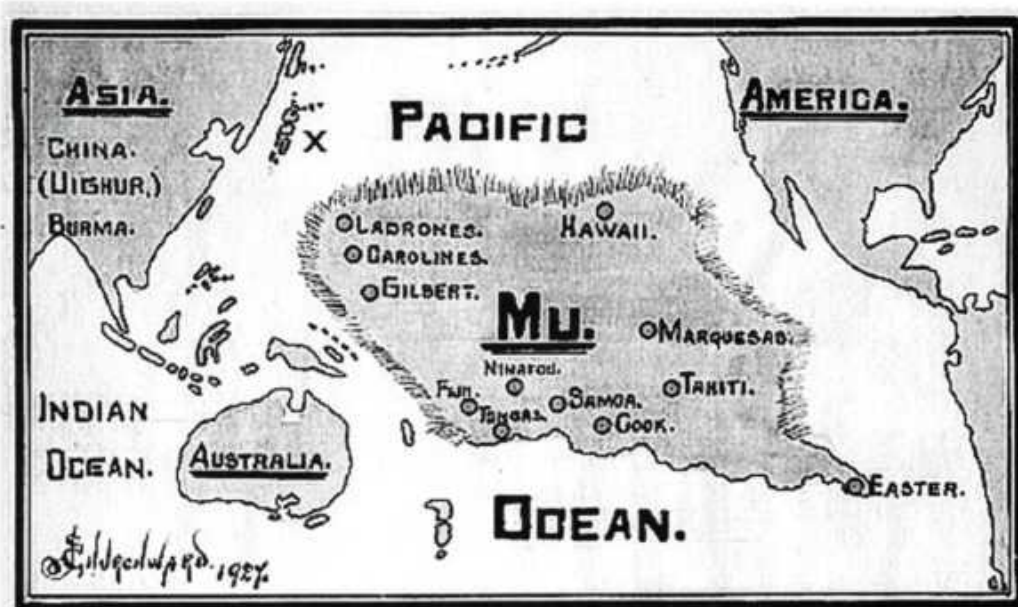 ASIA.
CHINA.
(UIGHUR,)
BURMA.
X
PACIFIC
AMERICA.
LADRONES.
HAWAII.
CAROLINES.
GILBERT.
MU.
MARQUESAS.
FIJI.
TONGAS.
SAMOA.
TAHITI.
COOK.
INDIAN
OCEAN.
AUSTRALIA.
EASTER.
OCEAN.
CHURCHWARD. 1927.